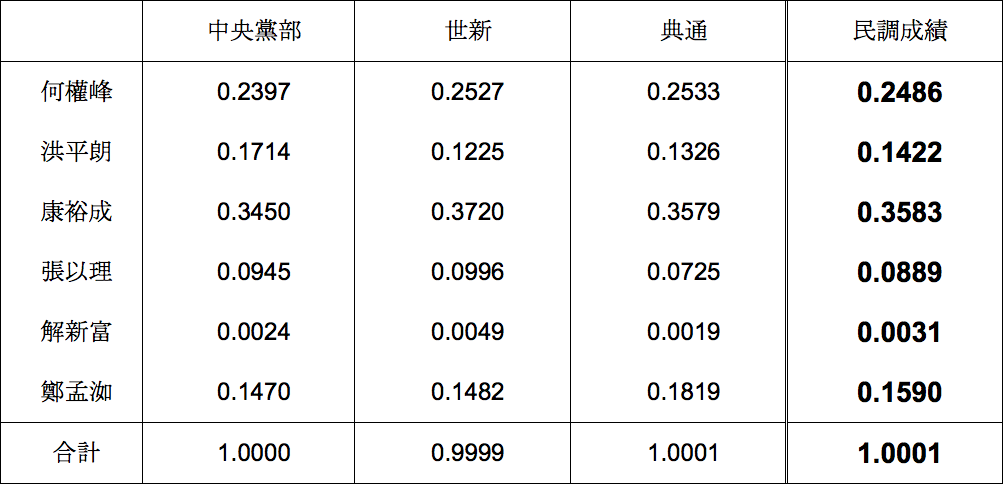 中央黨部 世新 典通 民調成績
何權峰 0.2397 0.2527 0.2533 0.2486
洪平朗 0.1714 0.1225 0.1326 0.1422
康裕成 0.3450 0.3720 0.3579 0.3583
張以理 0.0945 0.0996 0.0725 0.0889
解新富 0.0024 0.0049 0.0019 0.0031
鄭孟洳 0.1470 0.1482 0.1819 0.1590
合計 1.0000 0.9999 1.0001 1.0001